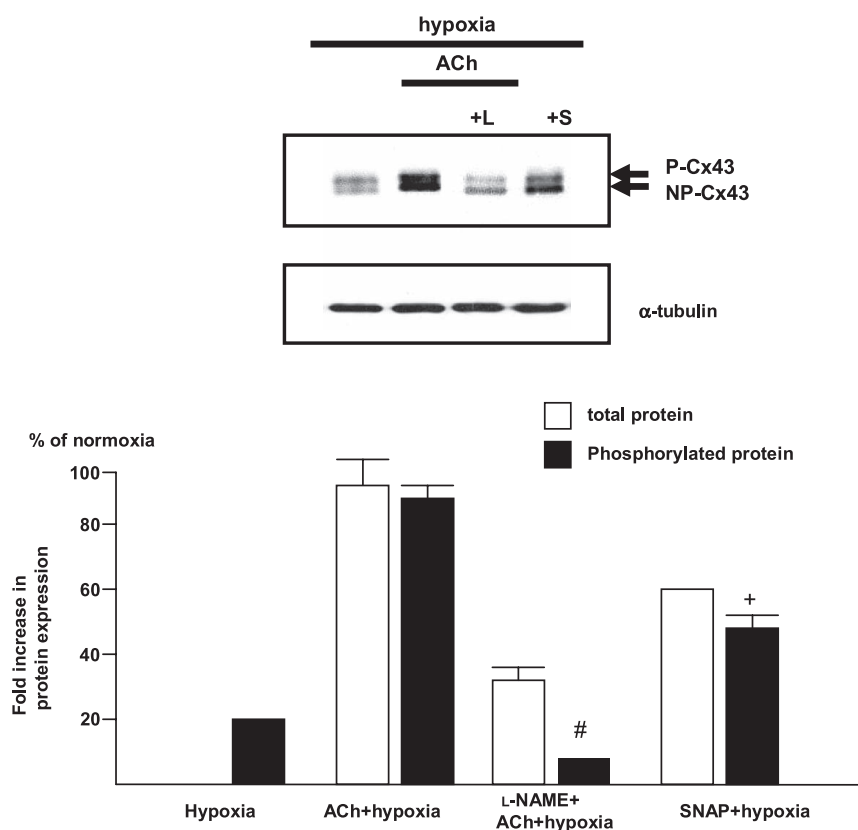 hypoxia
ACh
+L +S
P-Cx43
NP-Cx43
α-tubulin
total protein
Phosphorylated protein
% of normoxia
100
80
60
40
20
Fold increase in
protein expression
+
#
Hypoxia ACh+hypoxia L-NAME+ SNAP+hypoxia
ACh+hypoxia